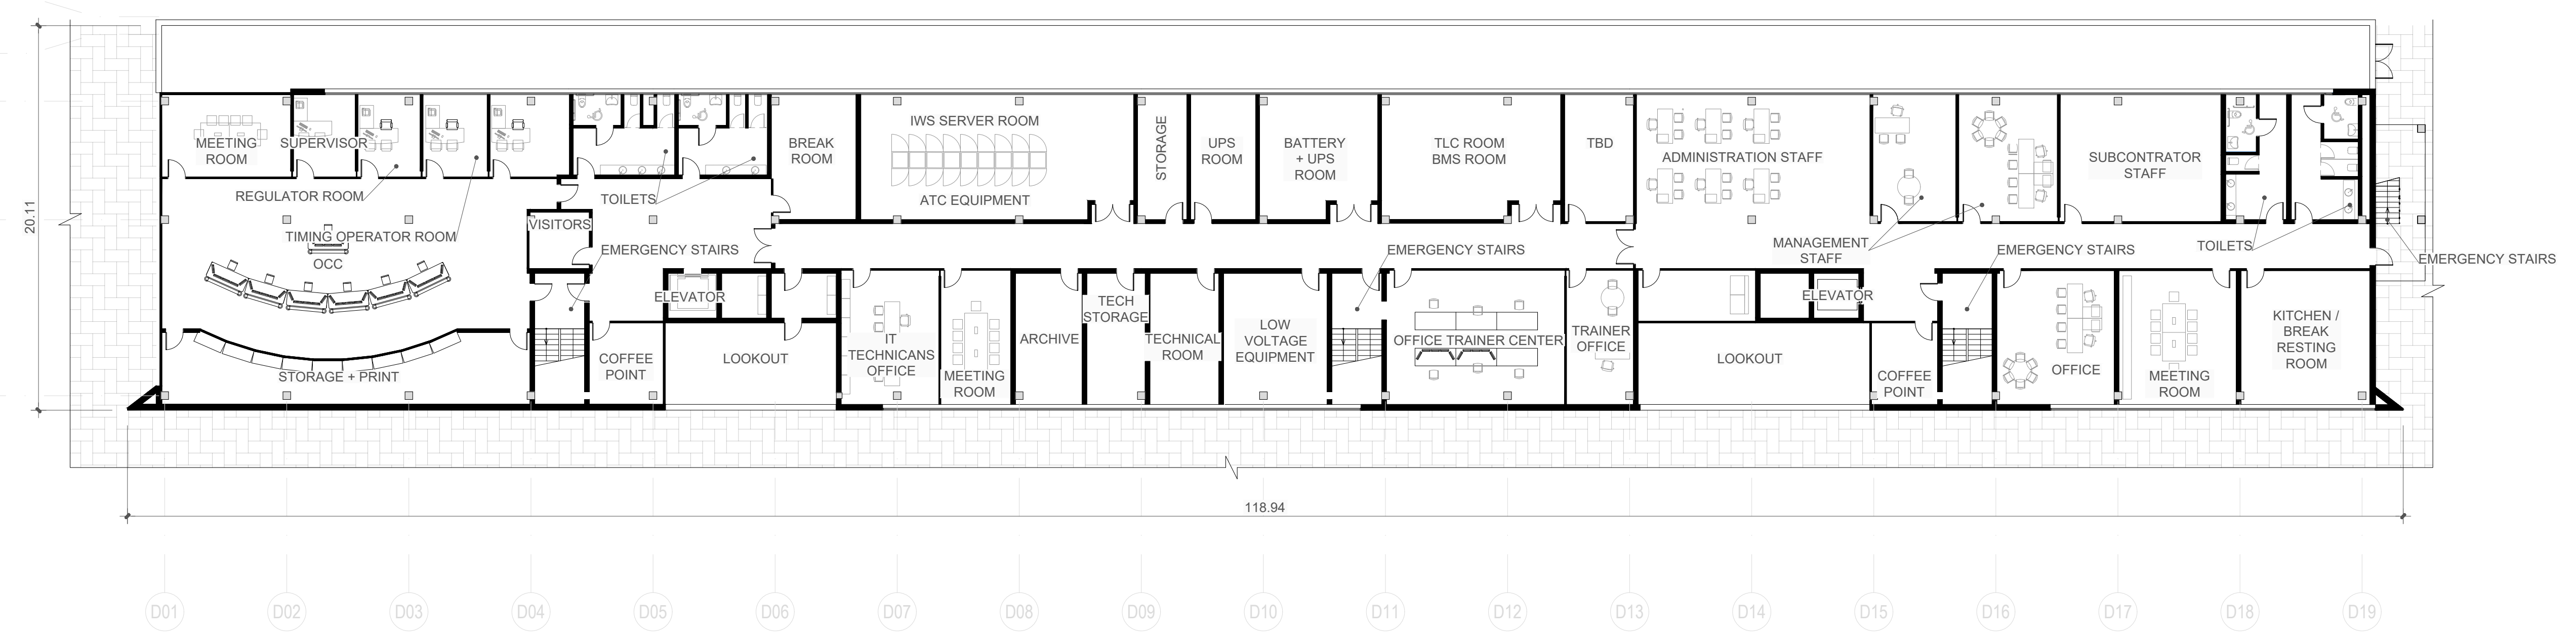 IWS SERVER ROOM
MEETING
ROOM
SUPERVISOR
BREAK
ROOM
STORAGE
UPS
ROOM
BATTERY
+ UPS
ROOM
TLC ROOM
BMS ROOM
TBD
ADMINISTRATION STAFF
SUBCONTRATOR
STAFF
REGULATOR ROOM
TOILETS
ATC EQUIPMENT
20.11
VISITORS
TIMING OPERATOR ROOM
OCC
EMERGENCY STAIRS
EMERGENCY STAIRS
MANAGEMENT
STAFF
EMERGENCY STAIRS
TOILETS
EMERGENCY STAIRS
ELEVATOR
TECH
STORAGE
ELEVATOR
STORAGE + PRINT
COFFEE
POINT
LOOKOUT
IT
TECHNICANS
OFFICE
MEETING
ROOM
ARCHIVE
TECHNICAL
ROOM
LOW
VOLTAGE
EQUIPMENT
OFFICE TRAINER CENTER
TRAINER
OFFICE
LOOKOUT
COFFEE
POINT
OFFICE
MEETING
ROOM
KITCHEN /
BREAK
RESTING
ROOM
118.94
D01
D02
D03
D04
D05
D06
D07
D08
D09
D10
D11
D12
D13
D14
D15
D16
D17
D18
D19